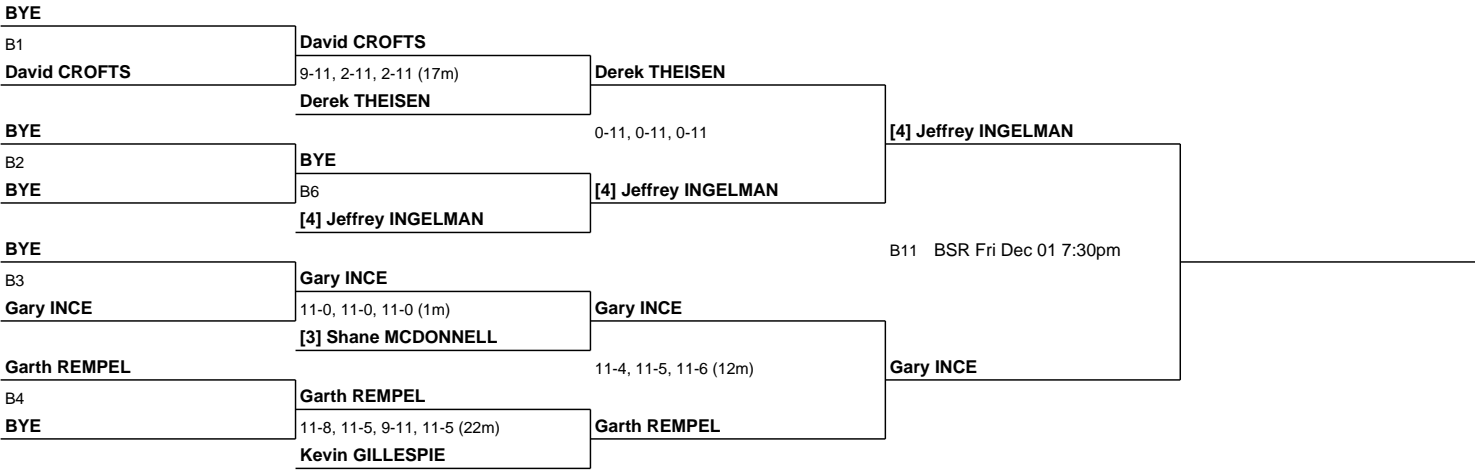 BYE
B1
David CROFTS
David CROFTS
9-11, 2-11, 2-11 (17m)
Derek THEISEN
Derek THEISEN
BYE
B2
BYE
BYE
B6
[4] Jeffrey INGELMAN
[4] Jeffrey INGELMAN
0-11, 0-11, 0-11
[4] Jeffrey INGELMAN
BYE
B3
Gary INCE
Gary INCE
11-0, 11-0, 11-0 (1m)
[3] Shane MCDONNELL
Gary INCE
Garth REMPEL
B4
BYE
Garth REMPEL
11-8, 11-5, 9-11, 11-5 (22m)
Kevin GILLESPIE
Garth REMPEL
11-4, 11-5, 11-6 (12m)
Gary INCE
B11 BSR Fri Dec 01 7:30pm